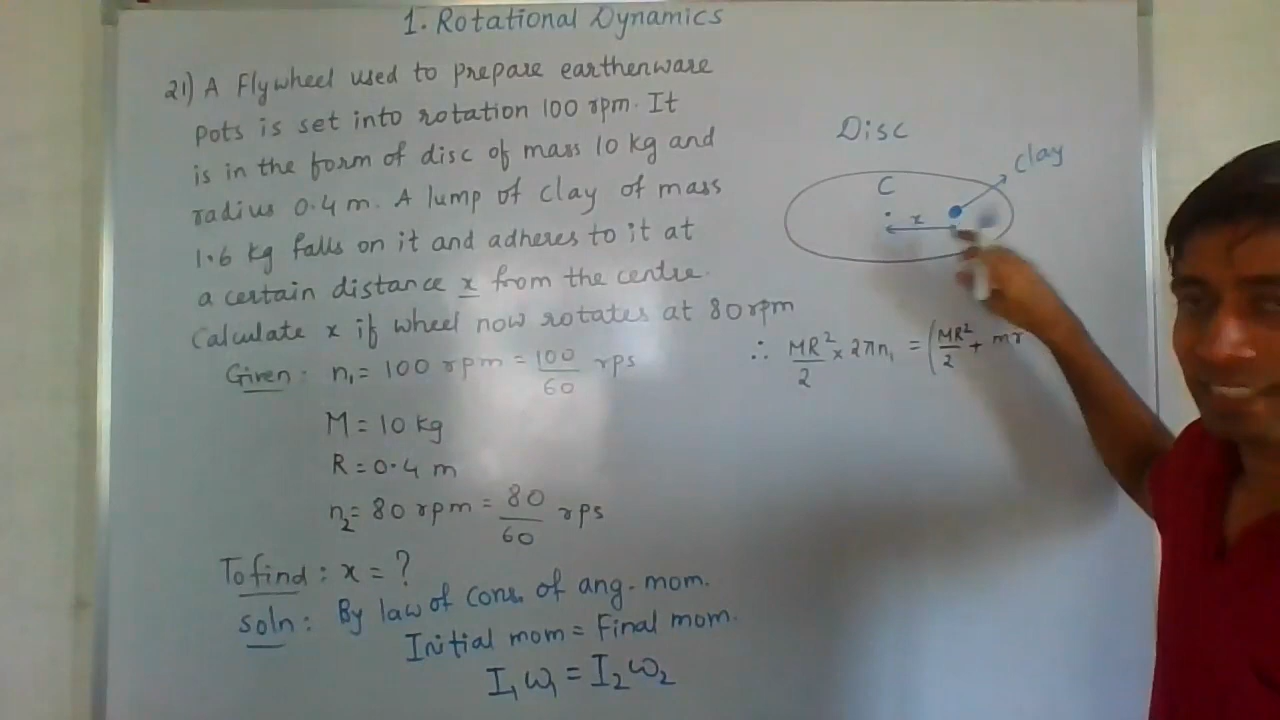 1. Rotational Dynamics
21) A Flywheel used to prepare earthenware
pots is set into rotation 100 rpm. It
is in the form of disc of mass 10 kg and
radius 0.4 m. A lump of clay of mass
1.6 kg falls on it and adheres to it at
a certain distance x from the centre.
Calculate x if wheel now rotates at 80 rpm
Given: n₁ = 100 rpm = 100/60 rps
M = 10 kg
R = 0.4 m
n₂ = 80 rpm = 80/60 rps
To find: x = ?
Soln: By law of cons. of ang. mom.
Initial mom = Final mom.
I₁ω₁ = I₂ω₂
Disc
clay
C
x
∴ MR²/2 × 2πn₁ = (MR²/2 + mr